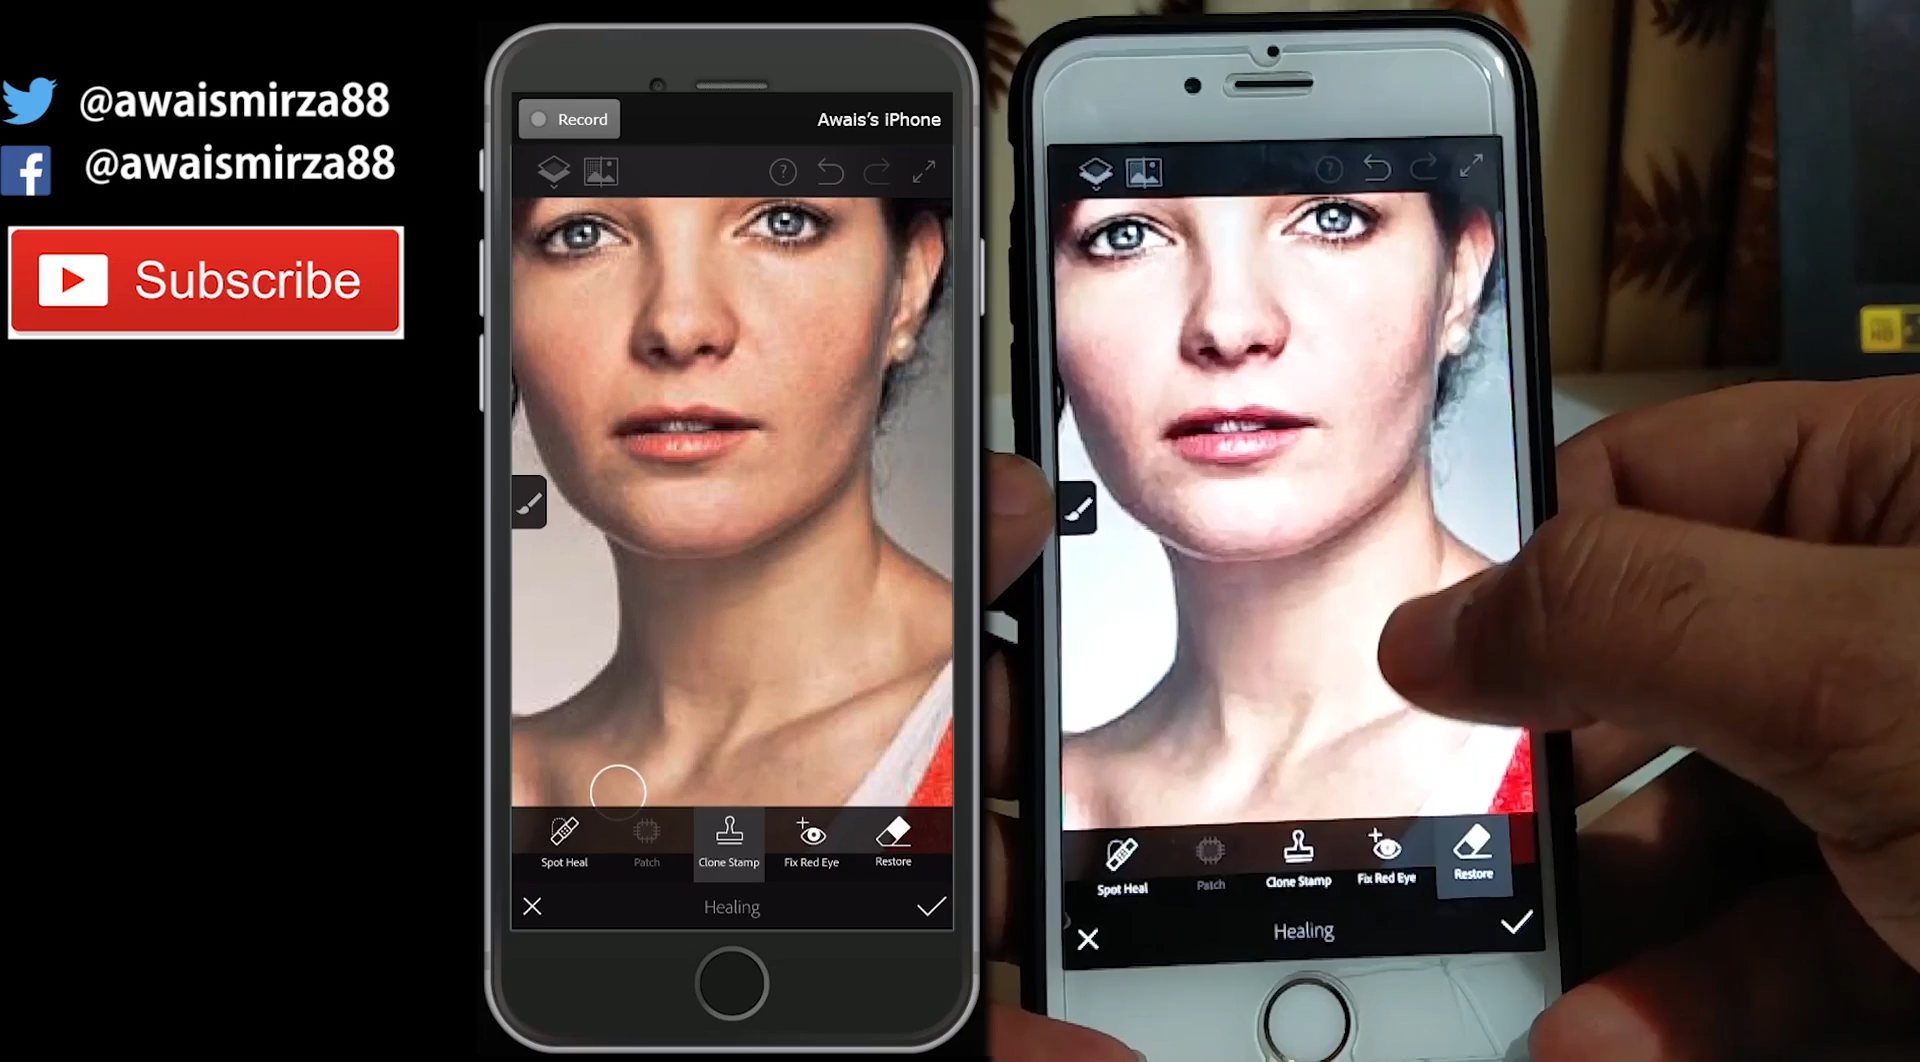 @awaismirza88
@awaismirza88
Subscribe
Record
Awais's iPhone
?
Spot Heal
Patch
Clone Stamp
Fix Red Eye
Restore
Healing
?
Spot Heal
Patch
Clone Stamp
Fix Red Eye
Restore
Healing